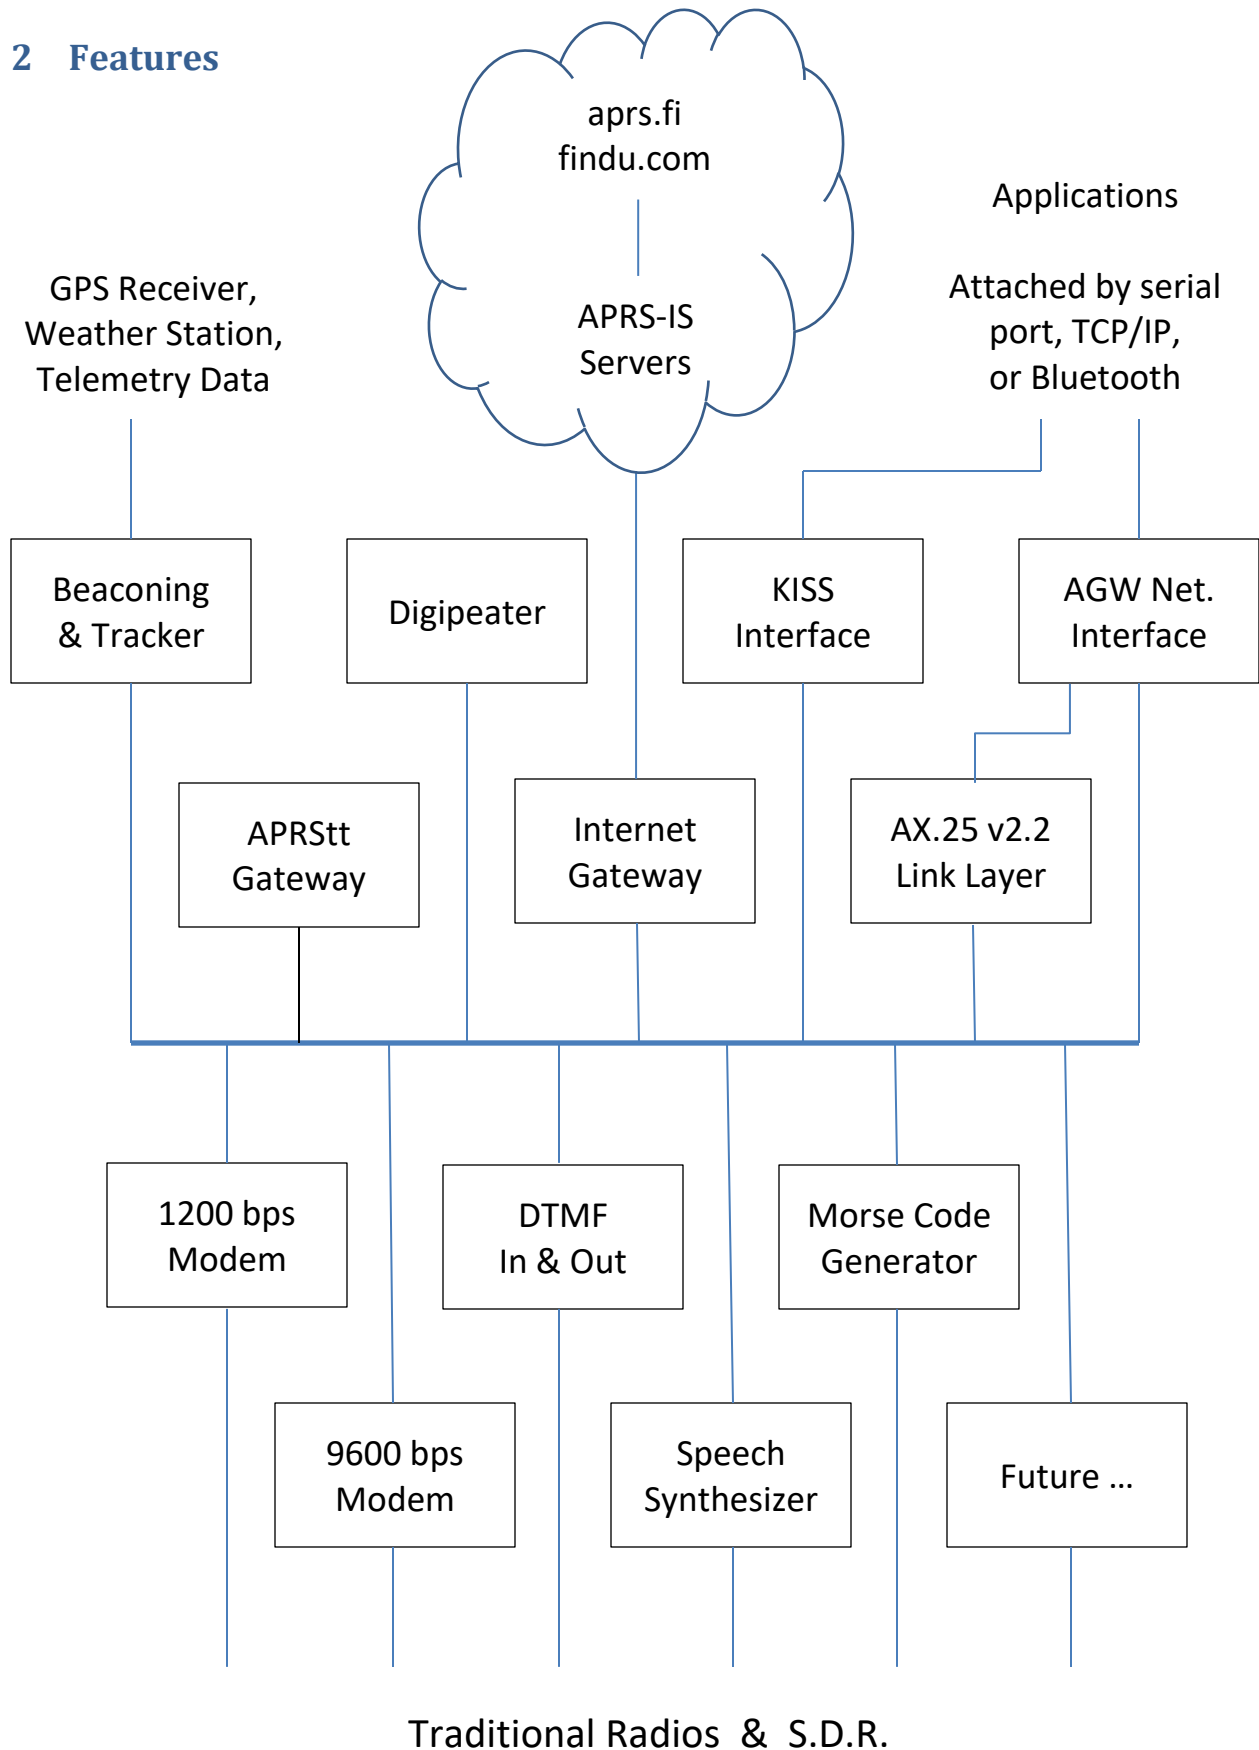 2 Features
aprs.fi
findu.com
APRS-IS
Servers
Applications
Attached by serial
port, TCP/IP,
or Bluetooth
GPS Receiver,
Weather Station,
Telemetry Data
Beaconing
& Tracker
Digipeater
KISS
Interface
AGW Net.
Interface
APRStt
Gateway
Internet
Gateway
AX.25 v2.2
Link Layer
1200 bps
Modem
DTMF
In & Out
Morse Code
Generator
9600 bps
Modem
Speech
Synthesizer
Future ...
Traditional Radios & S.D.R.